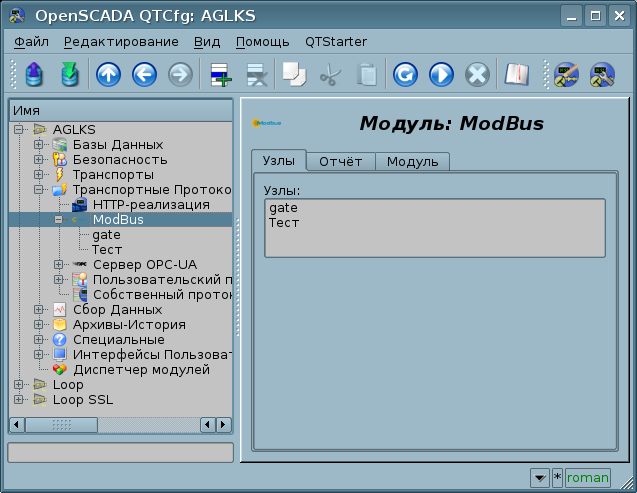 OpenSCADA QTCfg: AGLKS
Файл Редактирование Вид Помощь QTStarter
Имя
AGLKS
Базы Данных
Безопасность
Транспорты
Транспортные Протоко
HTTP-реализация
ModBus
gate
Тест
Сервер OPC-UA
Пользовательский п
Собственный проток
Сбор Данных
Архивы-История
Специальные
Интерфейсы Пользоват
Диспетчер модулей
Loop
Loop SSL
ModBus
Модуль: ModBus
Узлы Отчёт Модуль
Узлы:
gate
Тест
* roman